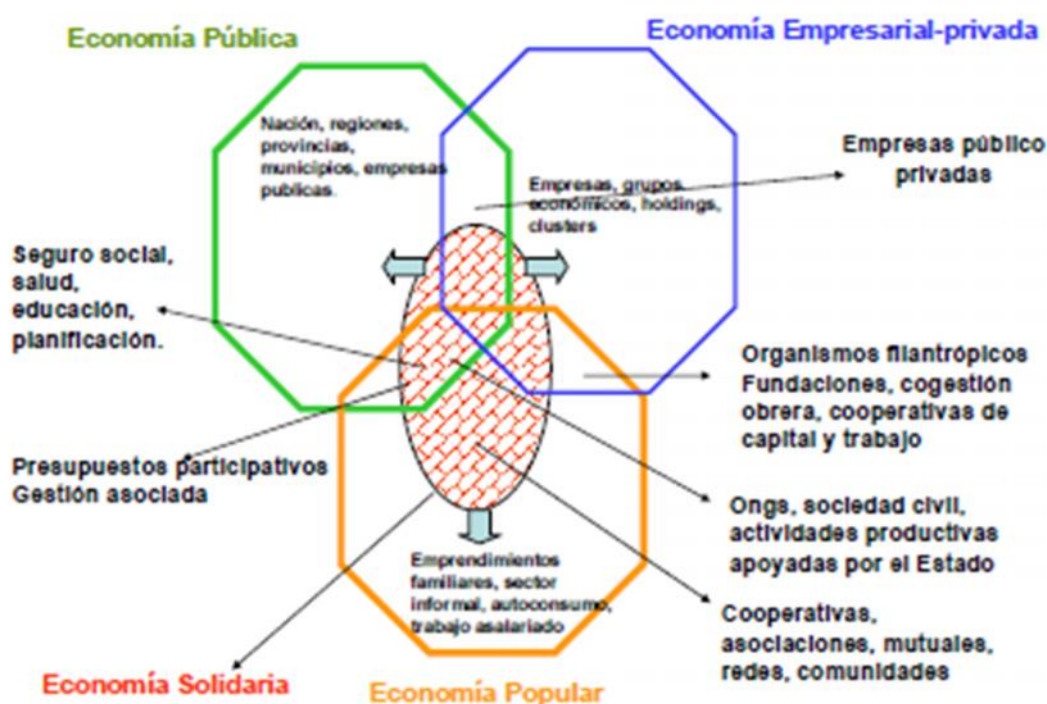 Economía Pública
Economía Empresarial-privada
Nación, regiones,
provincias,
municipios, empresas
publicas.
Empresas, grupos
económicos, holdings,
clusters
Empresas público
privadas
Seguro social,
salud,
educación,
planificación.
Organismos filantrópicos
Fundaciones, cogestión
obrera, cooperativas de
capital y trabajo
Presupuestos participativos
Gestión asociada
Ongs, sociedad civil,
actividades productivas
apoyadas por el Estado
Emprendimientos
familiares, sector
informal, autoconsumo,
trabajo asalariado
Cooperativas,
asociaciones, mutuales,
redes, comunidades
Economía Solidaria
Economía Popular